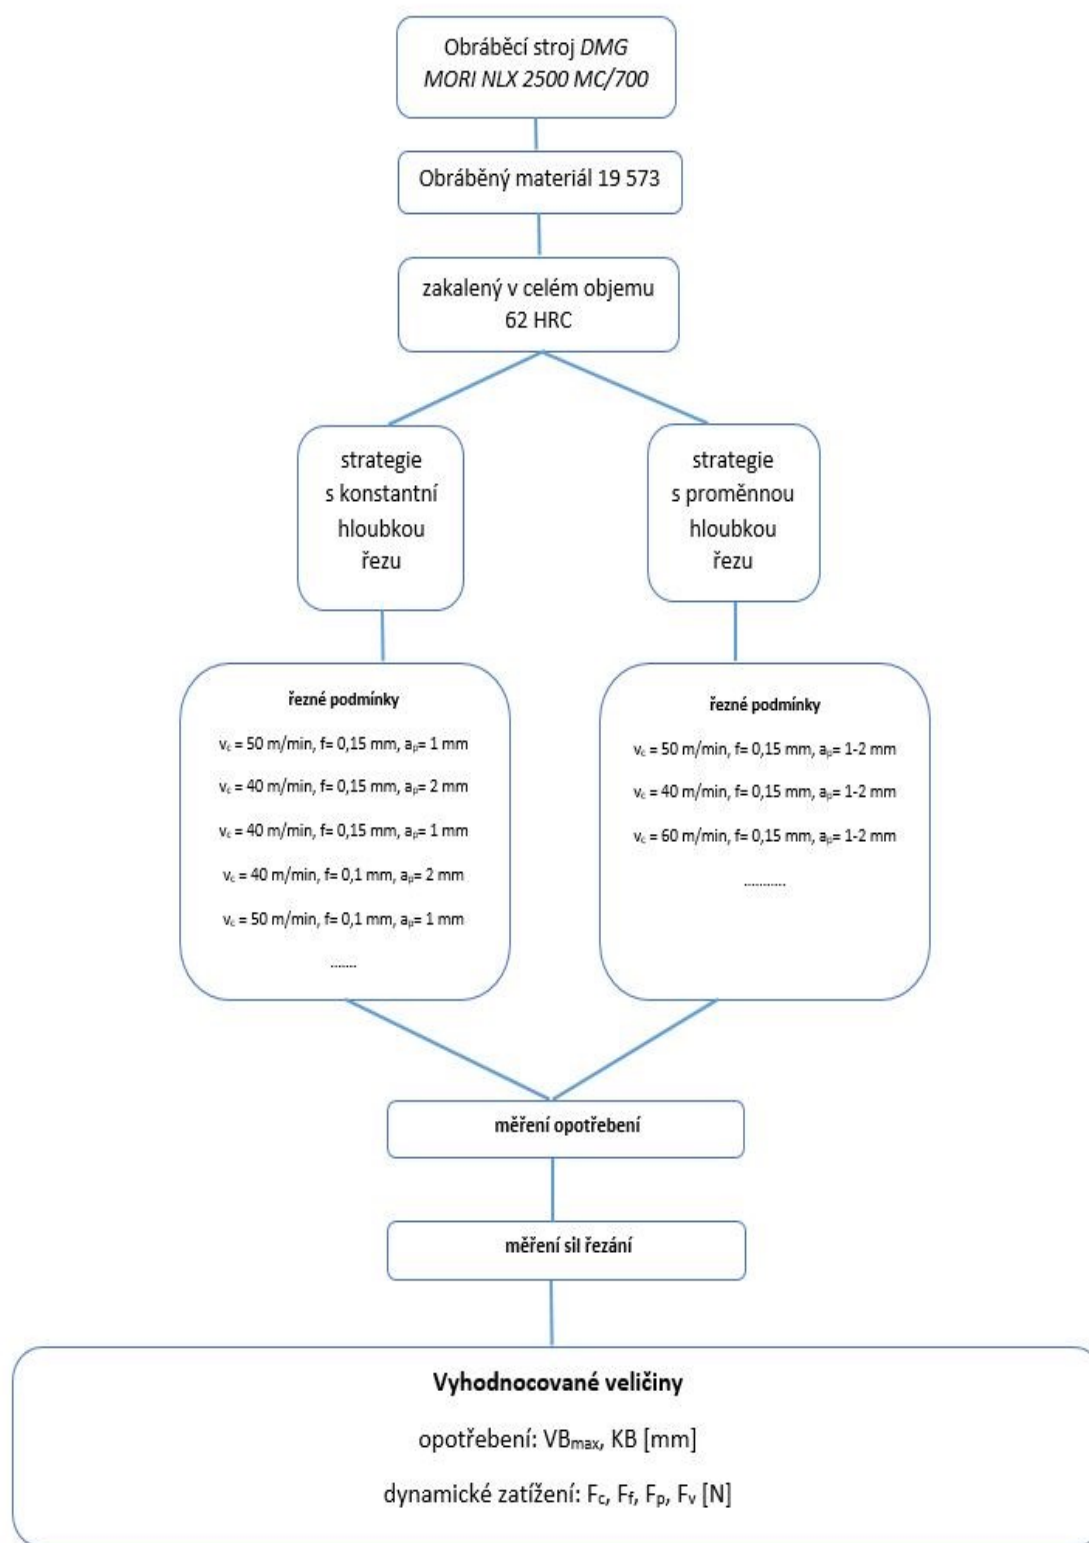 Obráběcí stroj DMG
MORI NLX 2500 MC/700
Obráběný materiál 19 573
zakalený v celém objemu
62 HRC
strategie
s konstantní
hloubkou
řezu
strategie
s proměnnou
hloubkou
řezu
řezné podmínky
vc = 50 m/min, f= 0,15 mm, ap= 1 mm
vc = 40 m/min, f= 0,15 mm, ap= 2 mm
vc = 40 m/min, f= 0,15 mm, ap= 1 mm
vc = 40 m/min, f= 0,1 mm, ap= 2 mm
vc = 50 m/min, f= 0,1 mm, ap= 1 mm
.......
řezné podmínky
vc = 50 m/min, f= 0,15 mm, ap= 1-2 mm
vc = 40 m/min, f= 0,15 mm, ap= 1-2 mm
vc = 60 m/min, f= 0,15 mm, ap= 1-2 mm
............
měření opotřebení
měření sil řezání
Vyhodnocované veličiny
opotřebení: VBmax, KB [mm]
dynamické zatížení: Fc, Ff, Fp, Fv [N]